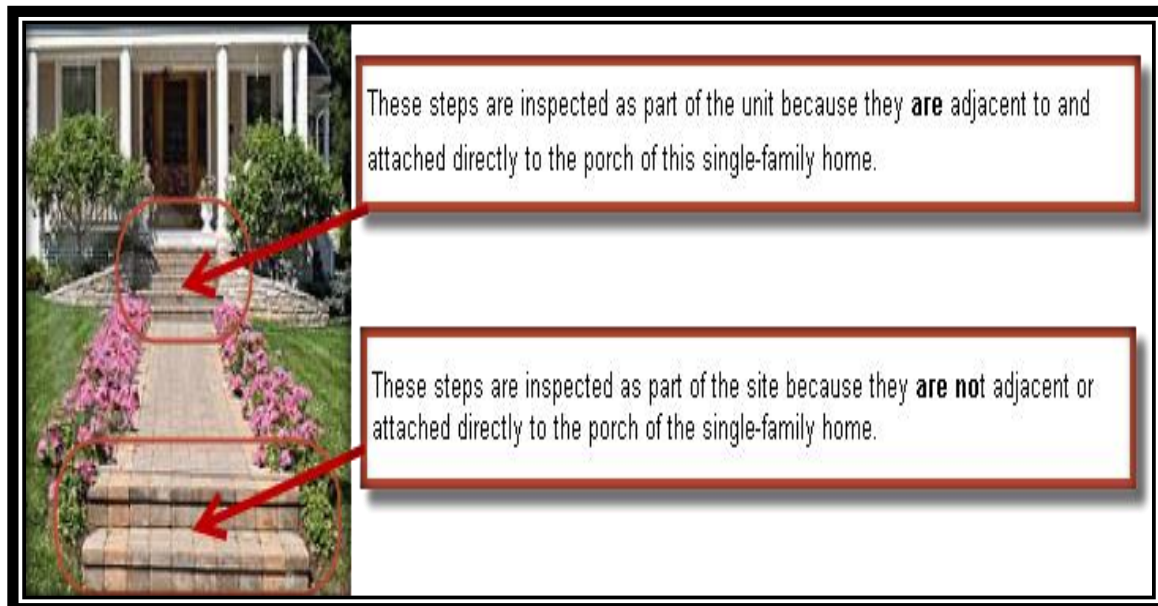 These steps are inspected as part of the unit because they are adjacent to and
attached directly to the porch of this single-family home.
These steps are inspected as part of the site because they are not adjacent or
attached directly to the porch of the single-family home.